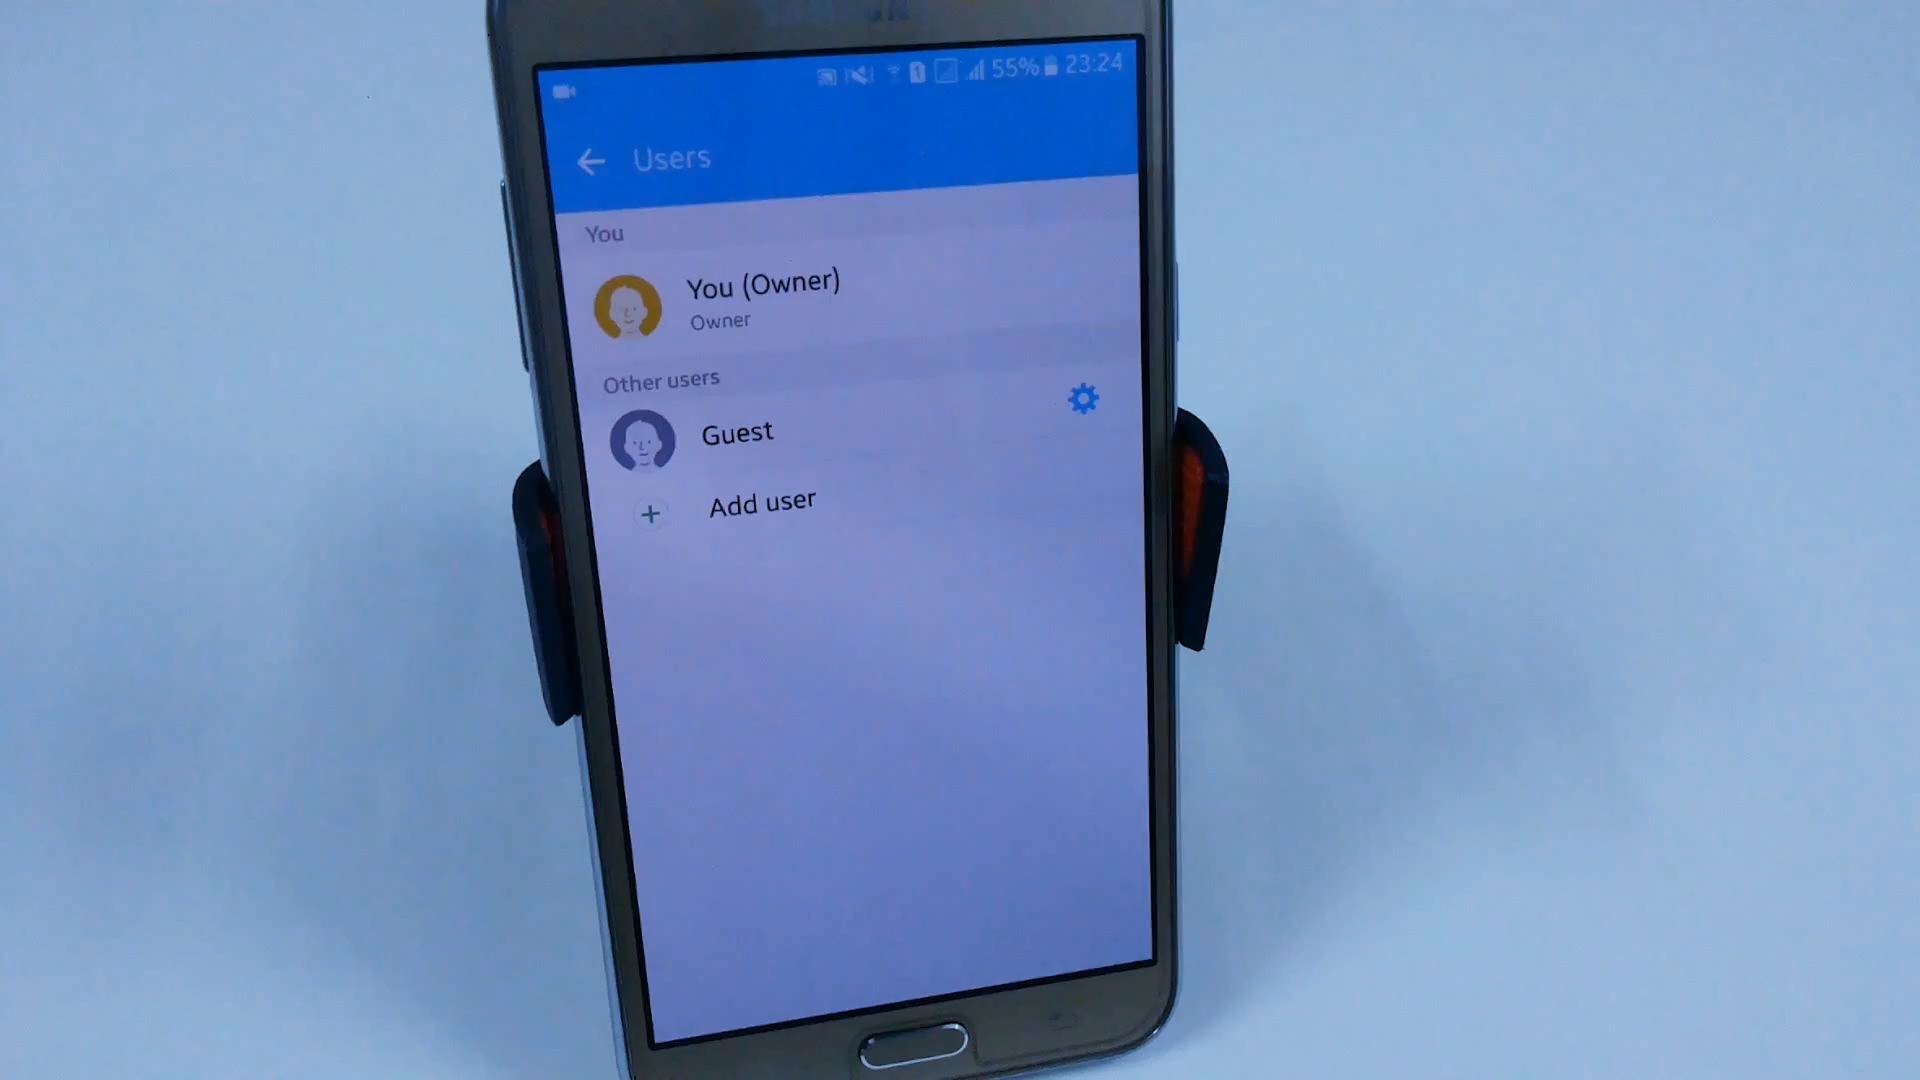 55% 23:24
Users
You
You (Owner)
Owner
Other users
Guest
Add user